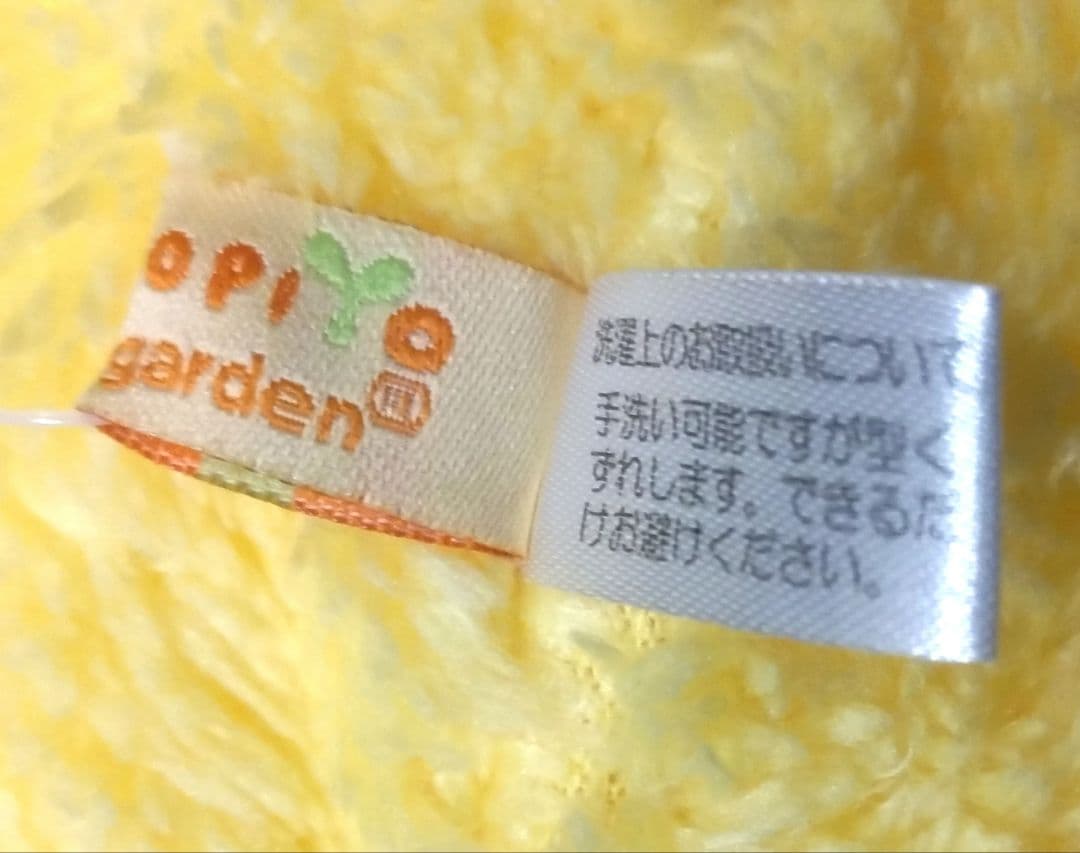 opiyo
garden
洗濯上のお取扱いについて
手洗い可能ですが型く
ずれします。できるだ
けお避けください。